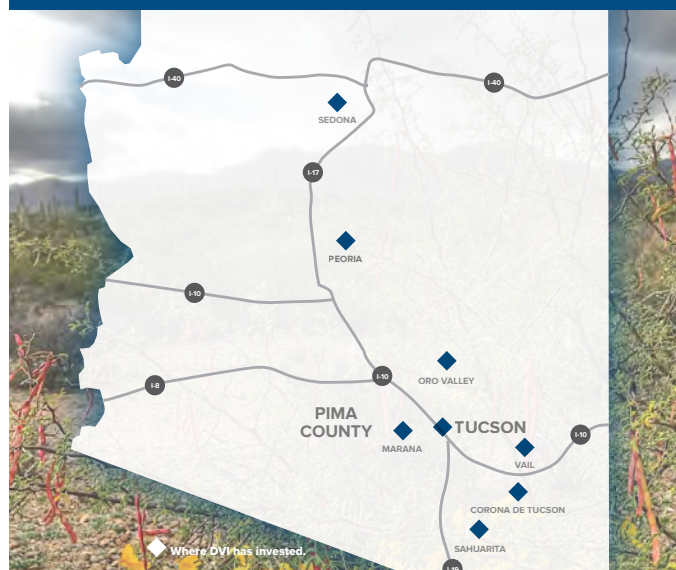 I-40
I-40
SEDONA
I-17
PEORIA
I-10
I-10
I-8
ORO VALLEY
PIMA
COUNTY
MARANA
TUCSON
I-10
VAIL
CORONA DE TUCSON
SAHUARITA
Where DVI has invested.
I-19